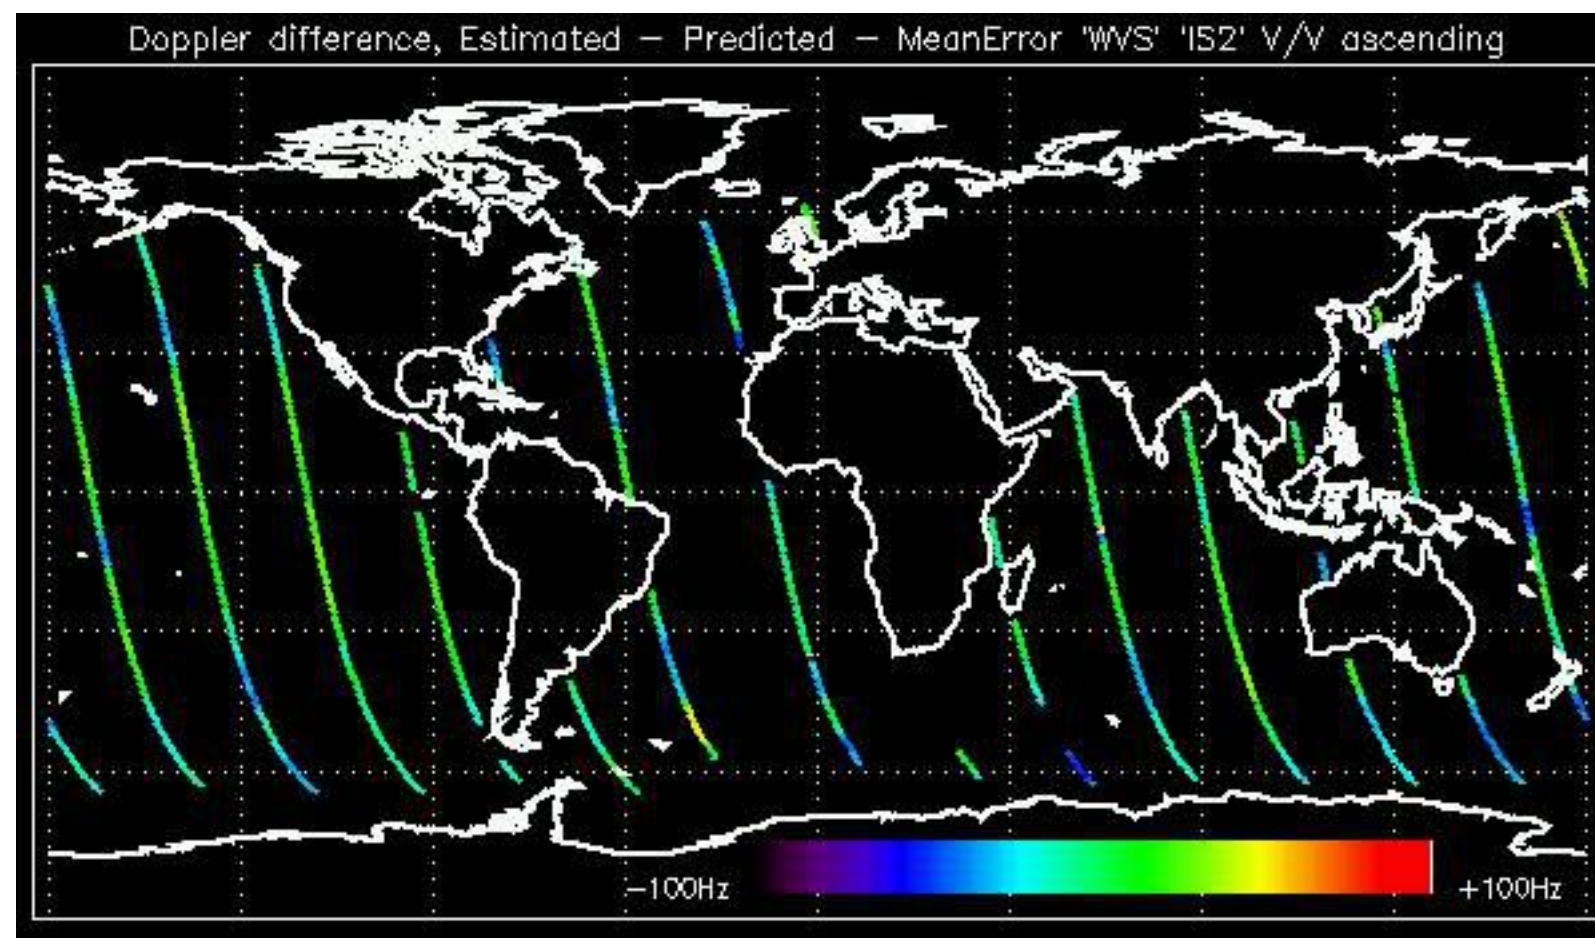 Doppler difference, Estimated - Predicted - MeanError 'WVS' 'IS2' V/V ascending
-100Hz +100Hz